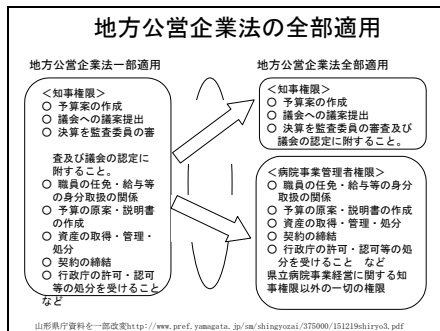 地方公営企業法の全部適用
地方公営企業法一部適用
＜知事権限＞
○ 予算案の作成
○ 議会への議案提出
○ 決算を監査委員の審
査及び議会の認定に
附すること。
○ 職員の任免・給与等
の身分取扱の関係
○ 予算の原案・説明書
の作成
○ 資産の取得・管理・
処分
○ 契約の締結
○ 行政庁の許可・認可
等の処分を受けること
など
地方公営企業法全部適用
＜知事権限＞
○ 予算案の作成
○ 議会への議案提出
○ 決算を監査委員の審査及び
議会の認定に附すること。
＜病院事業管理者権限＞
○ 職員の任免・給与等の身分
取扱の関係
○ 予算の原案・説明書の作成
○ 資産の取得・管理・処分
○ 契約の締結
○ 行政庁の許可・認可等の処
分を受けること　など
県立病院事業経営に関する知
事権限以外の一切の権限
山形県庁資料を一部改変http://www.pref.yamagata.jp/sm/shingyozai/375000/151219shiryo3.pdf